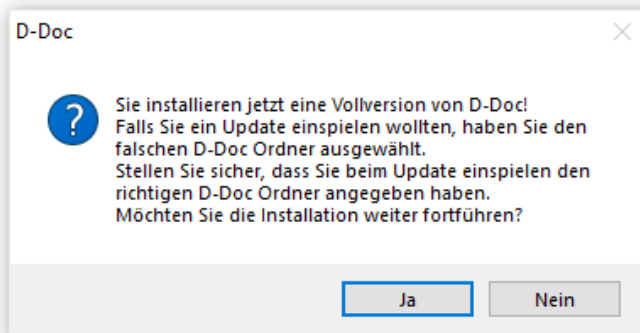 D-Doc
Sie installieren jetzt eine Vollversion von D-Doc!
Falls Sie ein Update einspielen wollten, haben Sie den
falschen D-Doc Ordner ausgewählt.
Stellen Sie sicher, dass Sie beim Update einspielen den
richtigen D-Doc Ordner angegeben haben.
Möchten Sie die Installation weiter fortführen?
Ja
Nein